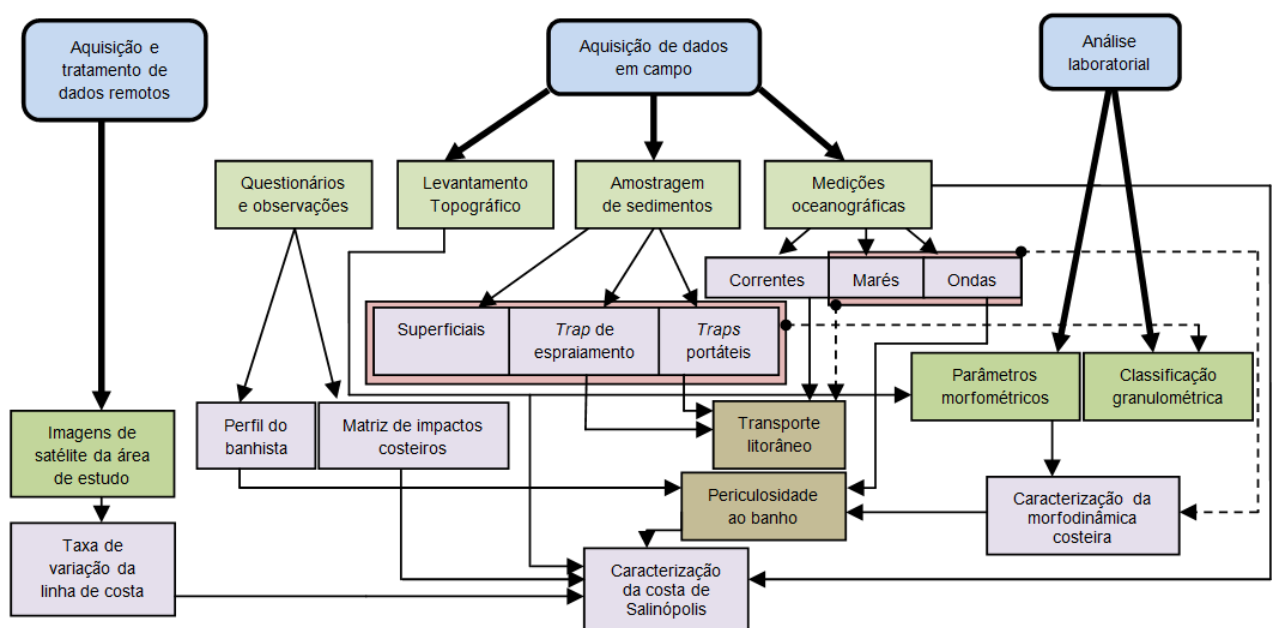 Aquisição e
tratamento de
dados remotos
Aquisição de dados
em campo
Análise
laboratorial
Questionários
e observações
Levantamento
Topográfico
Amostragem
de sedimentos
Medições
oceanográficas
Correntes
Marés
Ondas
Superficiais
Trap de
espraiamento
Traps
portáteis
Parâmetros
morfométricos
Classificação
granulométrica
Imagens de
satélite da área
de estudo
Perfil do
banhista
Matriz de impactos
costeiros
Transporte
litorâneo
Periculosidade
ao banho
Caracterização da
morfodinâmica
costeira
Taxa de
variação da
linha de costa
Caracterização
da costa de
Salinópolis